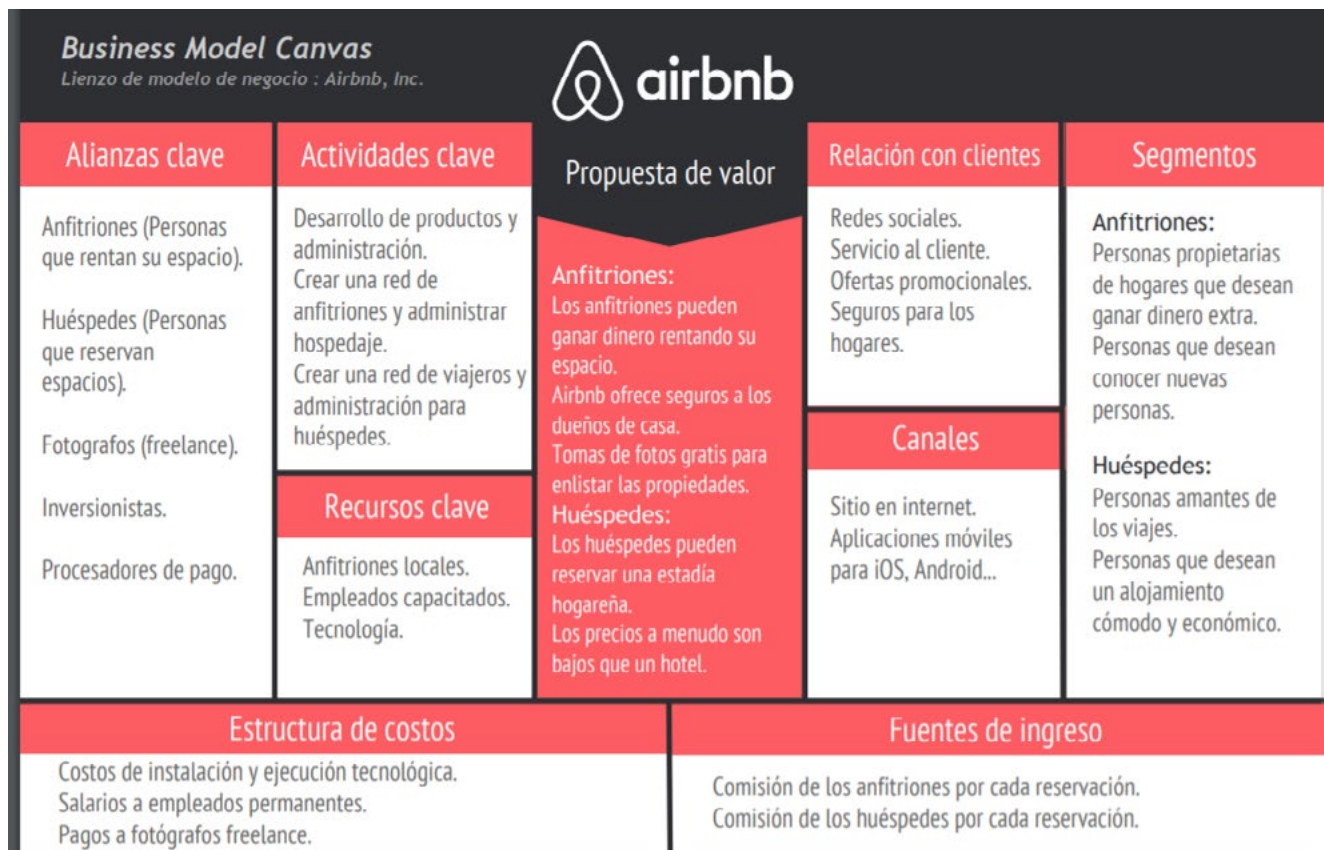 Business Model Canvas
Lienzo de modelo de negocio : Airbnb, Inc.
airbnb
Alianzas clave
Anfitriones (Personas
que rentan su espacio).
Huéspedes (Personas
que reservan
espacios).
Fotografos (freelance).
Inversionistas.
Procesadores de pago.
Actividades clave
Desarrollo de productos y
administración.
Crear una red de
anfitriones y administrar
hospedaje.
Crear una red de viajeros y
administración para
huéspedes.
Recursos clave
Anfitriones locales.
Empleados capacitados.
Tecnología.
Propuesta de valor
Anfitriones:
Los anfitriones pueden
ganar dinero rentando su
espacio.
Airbnb ofrece seguros a los
dueños de casa.
Tomas de fotos gratis para
enlistar las propiedades.
Huéspedes:
Los huéspedes pueden
reservar una estadía
hogareña.
Los precios a menudo son
bajos que un hotel.
Relación con clientes
Redes sociales.
Servicio al cliente.
Ofertas promocionales.
Seguros para los
hogares.
Canales
Sitio en internet.
Aplicaciones móviles
para iOS, Android...
Segmentos
Anfitriones:
Personas propietarias
de hogares que desean
ganar dinero extra.
Personas que desean
conocer nuevas
personas.
Huéspedes:
Personas amantes de
los viajes.
Personas que desean
un alojamiento
cómodo y económico.
Estructura de costos
Costos de instalación y ejecución tecnológica.
Salarios a empleados permanentes.
Pagos a fotógrafos freelance.
Fuentes de ingreso
Comisión de los anfitriones por cada reservación.
Comisión de los huéspedes por cada reservación.